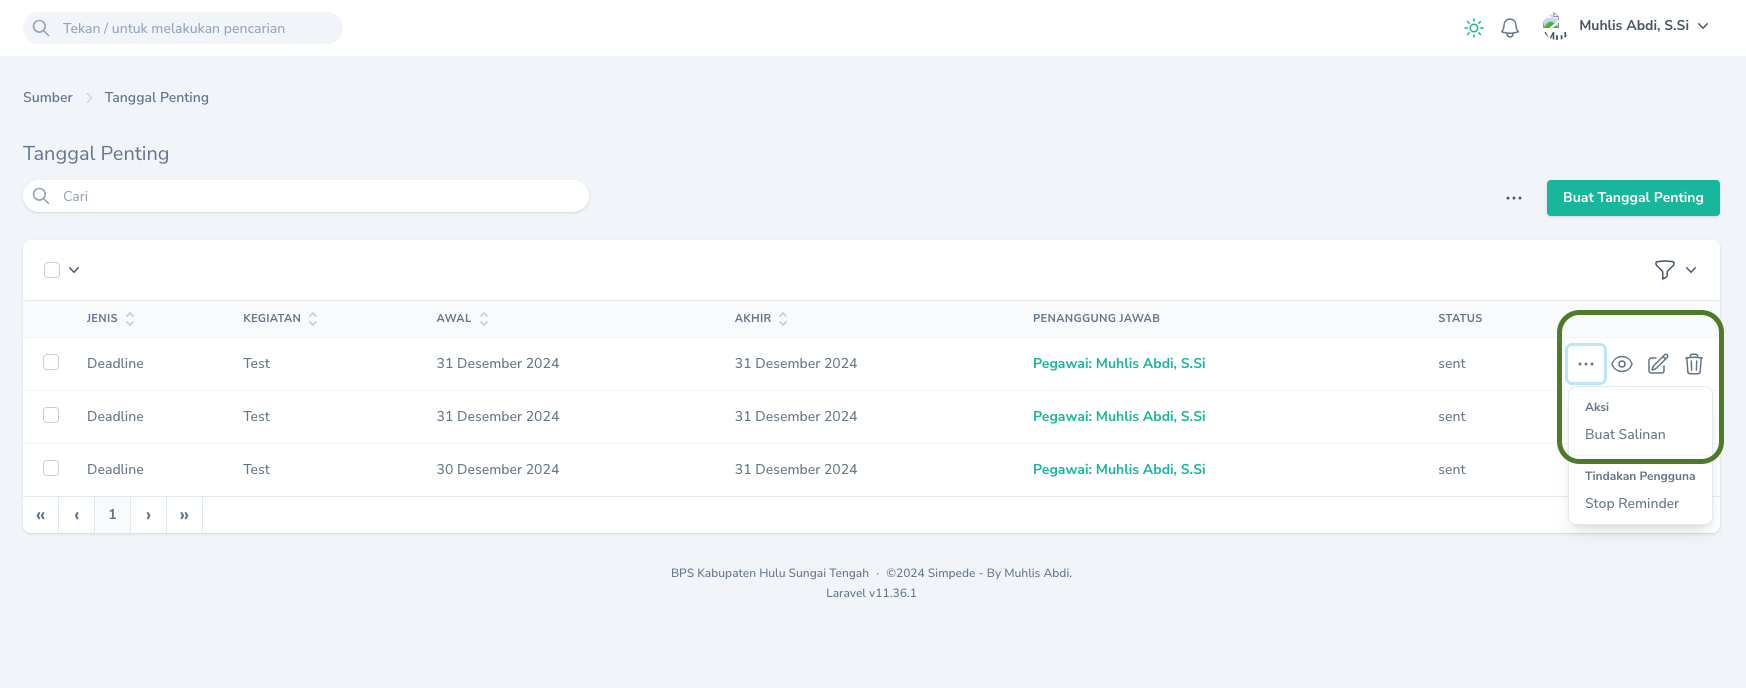 Tekan / untuk melakukan pencarian
Muhlis Abdi, S.Si
Sumber Tanggal Penting
Tanggal Penting
Cari
Buat Tanggal Penting
JENIS KEGIATAN AWAL AKHIR PENANGGUNG JAWAB STATUS
Deadline Test 31 Desember 2024 31 Desember 2024 Pegawai: Muhlis Abdi, S.Si sent
Aksi
Deadline Test 31 Desember 2024 31 Desember 2024 Pegawai: Muhlis Abdi, S.Si sent
Buat Salinan
Deadline Test 30 Desember 2024 31 Desember 2024 Pegawai: Muhlis Abdi, S.Si sent
Tindakan Pengguna
Stop Reminder
« ‹ 1 › »
BPS Kabupaten Hulu Sungai Tengah · ©2024 Simpede - By Muhlis Abdi.
Laravel v11.36.1